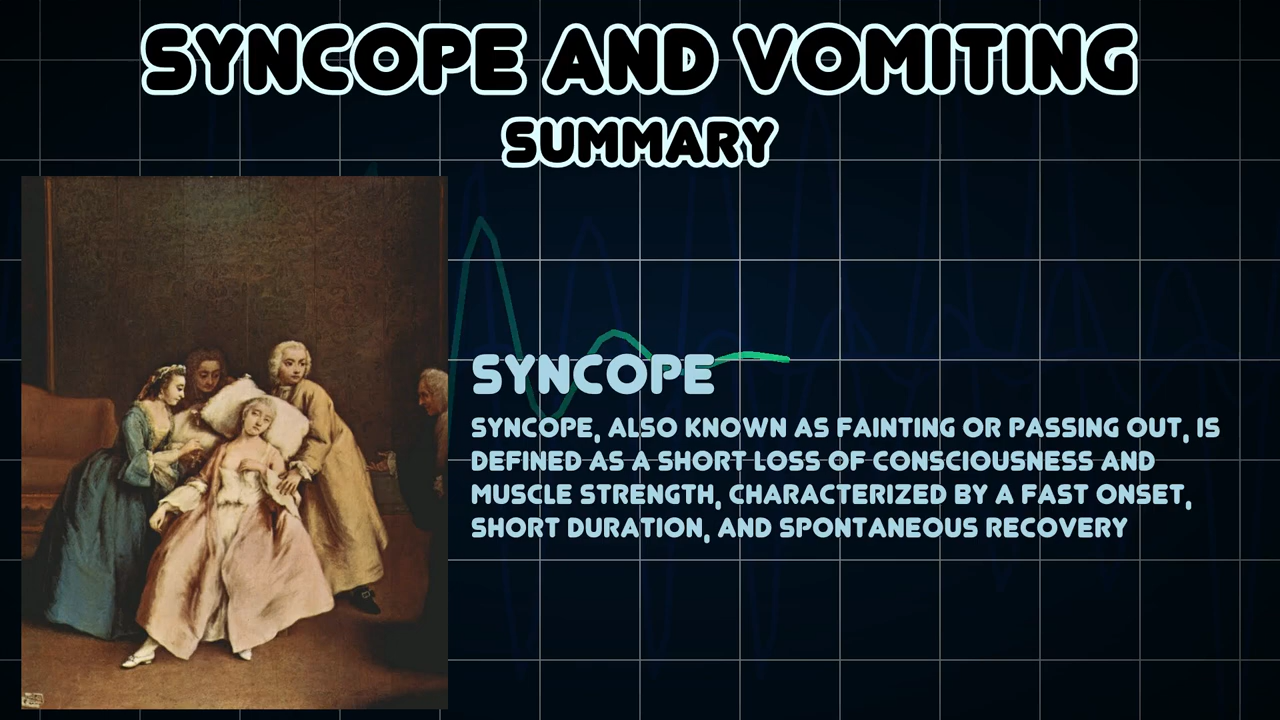 SYNCOPE AND VOMITING
SUMMARY
SYNCOPE
SYNCOPE, ALSO KNOWN AS FAINTING OR PASSING OUT, IS
DEFINED AS A SHORT LOSS OF CONSCIOUSNESS AND
MUSCLE STRENGTH, CHARACTERIZED BY A FAST ONSET,
SHORT DURATION, AND SPONTANEOUS RECOVERY